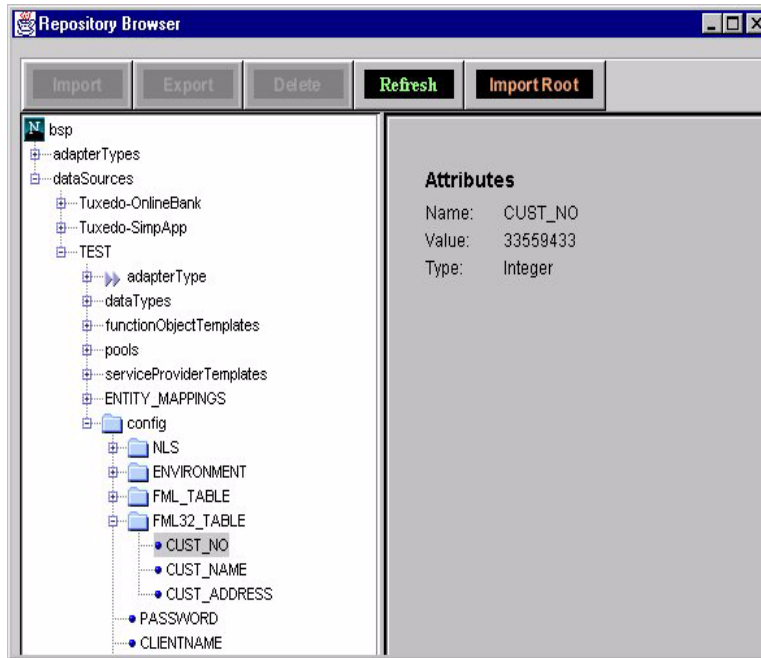 Repository Browser
Import Export Delete Refresh Import Root
N bsp
adapterTypes
dataSources
Tuxedo-OnlineBank
Tuxedo-SimpApp
TEST
adapterType
dataTypes
functionObjectTemplates
pools
serviceProviderTemplates
ENTITY_MAPPINGS
config
NLS
ENVIRONMENT
FML_TABLE
FML32_TABLE
CUST_NO
CUST_NAME
CUST_ADDRESS
PASSWORD
CLIENTNAME
Attributes
Name: CUST_NO
Value: 33559433
Type: Integer